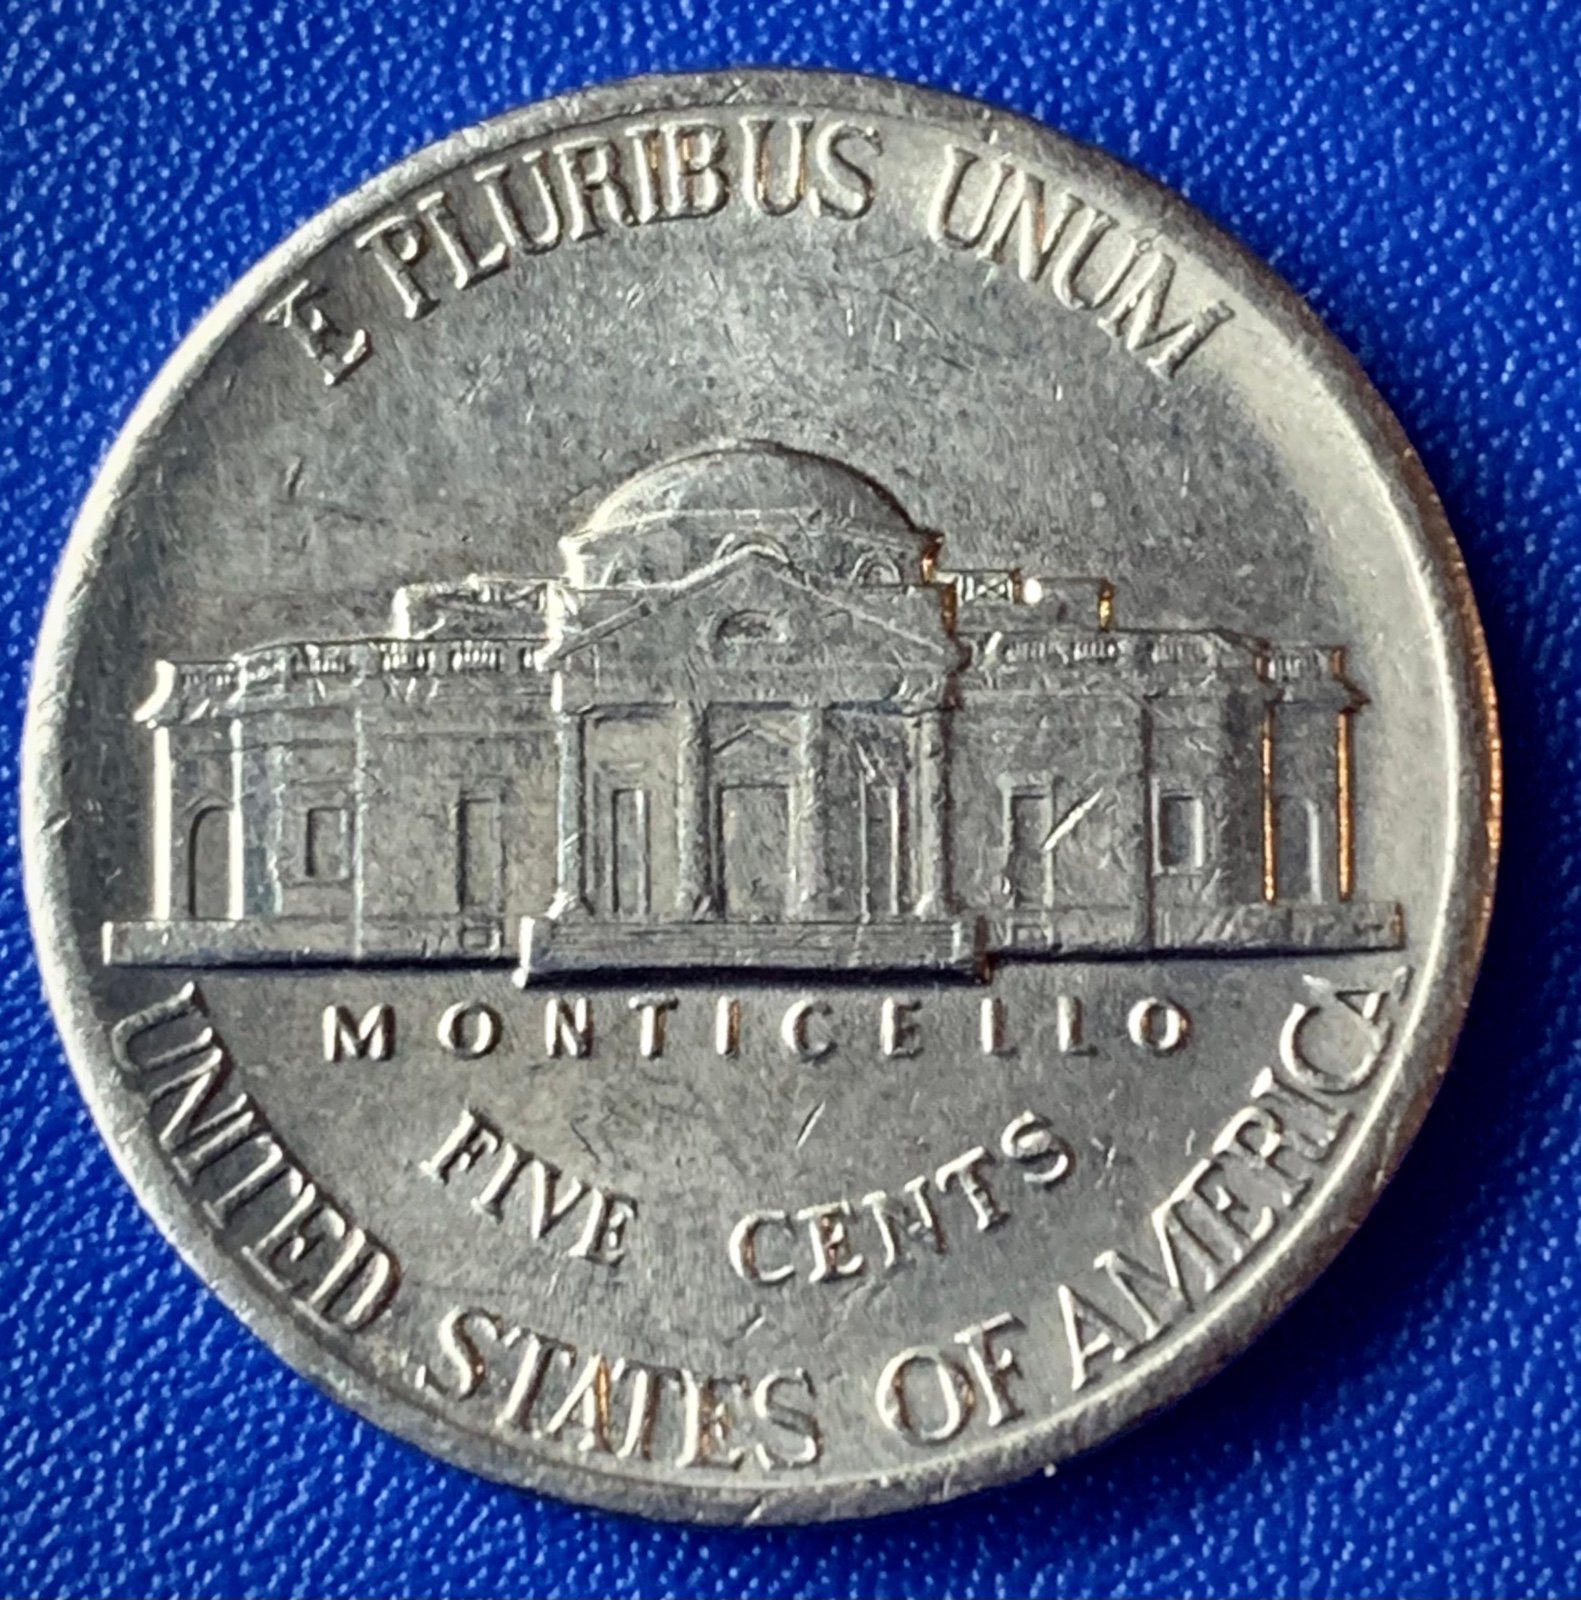 E PLURIBUS UNUM
MONTICELLO
FIVE CENTS
UNITED STATES OF AMERICA